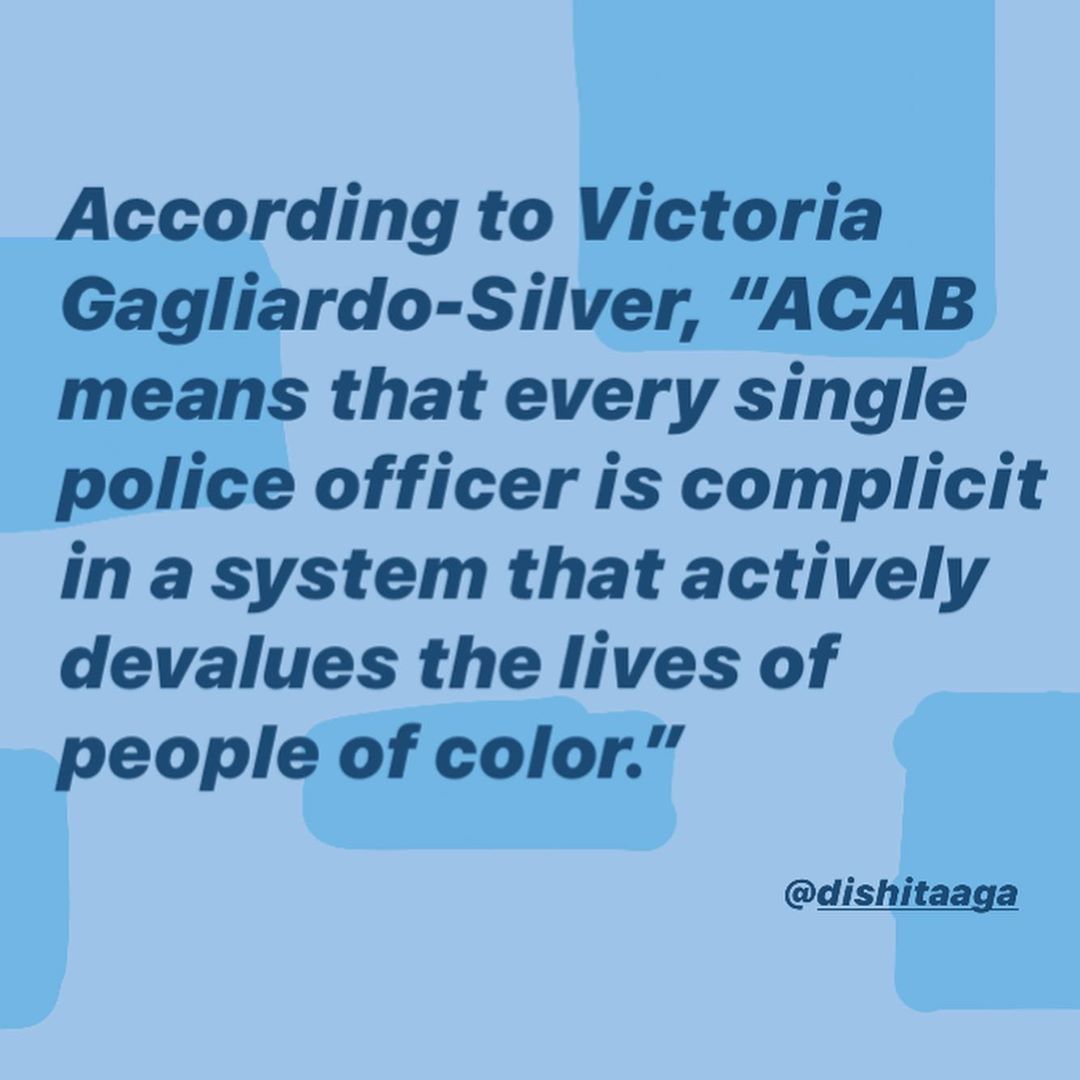 According to Victoria
Gagliardo-Silver, “ACAB
means that every single
police officer is complicit
in a system that actively
devalues the lives of
people of color.”
@dishitaaga